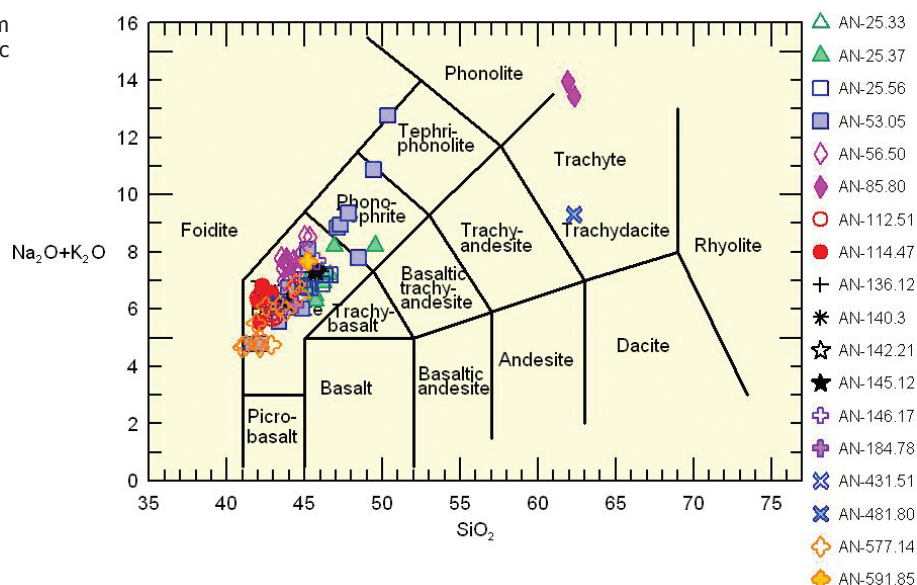 m
c
16
14
12
10
8
6
4
2
0
Na₂O+K₂O
35 40 45 50 55 60 65 70 75
SiO₂
Phonolite
Tephri-
phonolite
Trachyte
Phono-
phrite
Foidite
Trachy-
andesite
Trachydacite
Rhyolite
Basaltic
trachy-
andesite
Trachy-
basalt
Basalt
Basaltic
andesite
Andesite
Dacite
Picro-
basalt
AN-25.33
AN-25.37
AN-25.56
AN-53.05
AN-56.50
AN-85.80
AN-112.51
AN-114.47
AN-136.12
AN-140.3
AN-142.21
AN-145.12
AN-146.17
AN-184.78
AN-431.51
AN-481.80
AN-577.14
AN-591.85